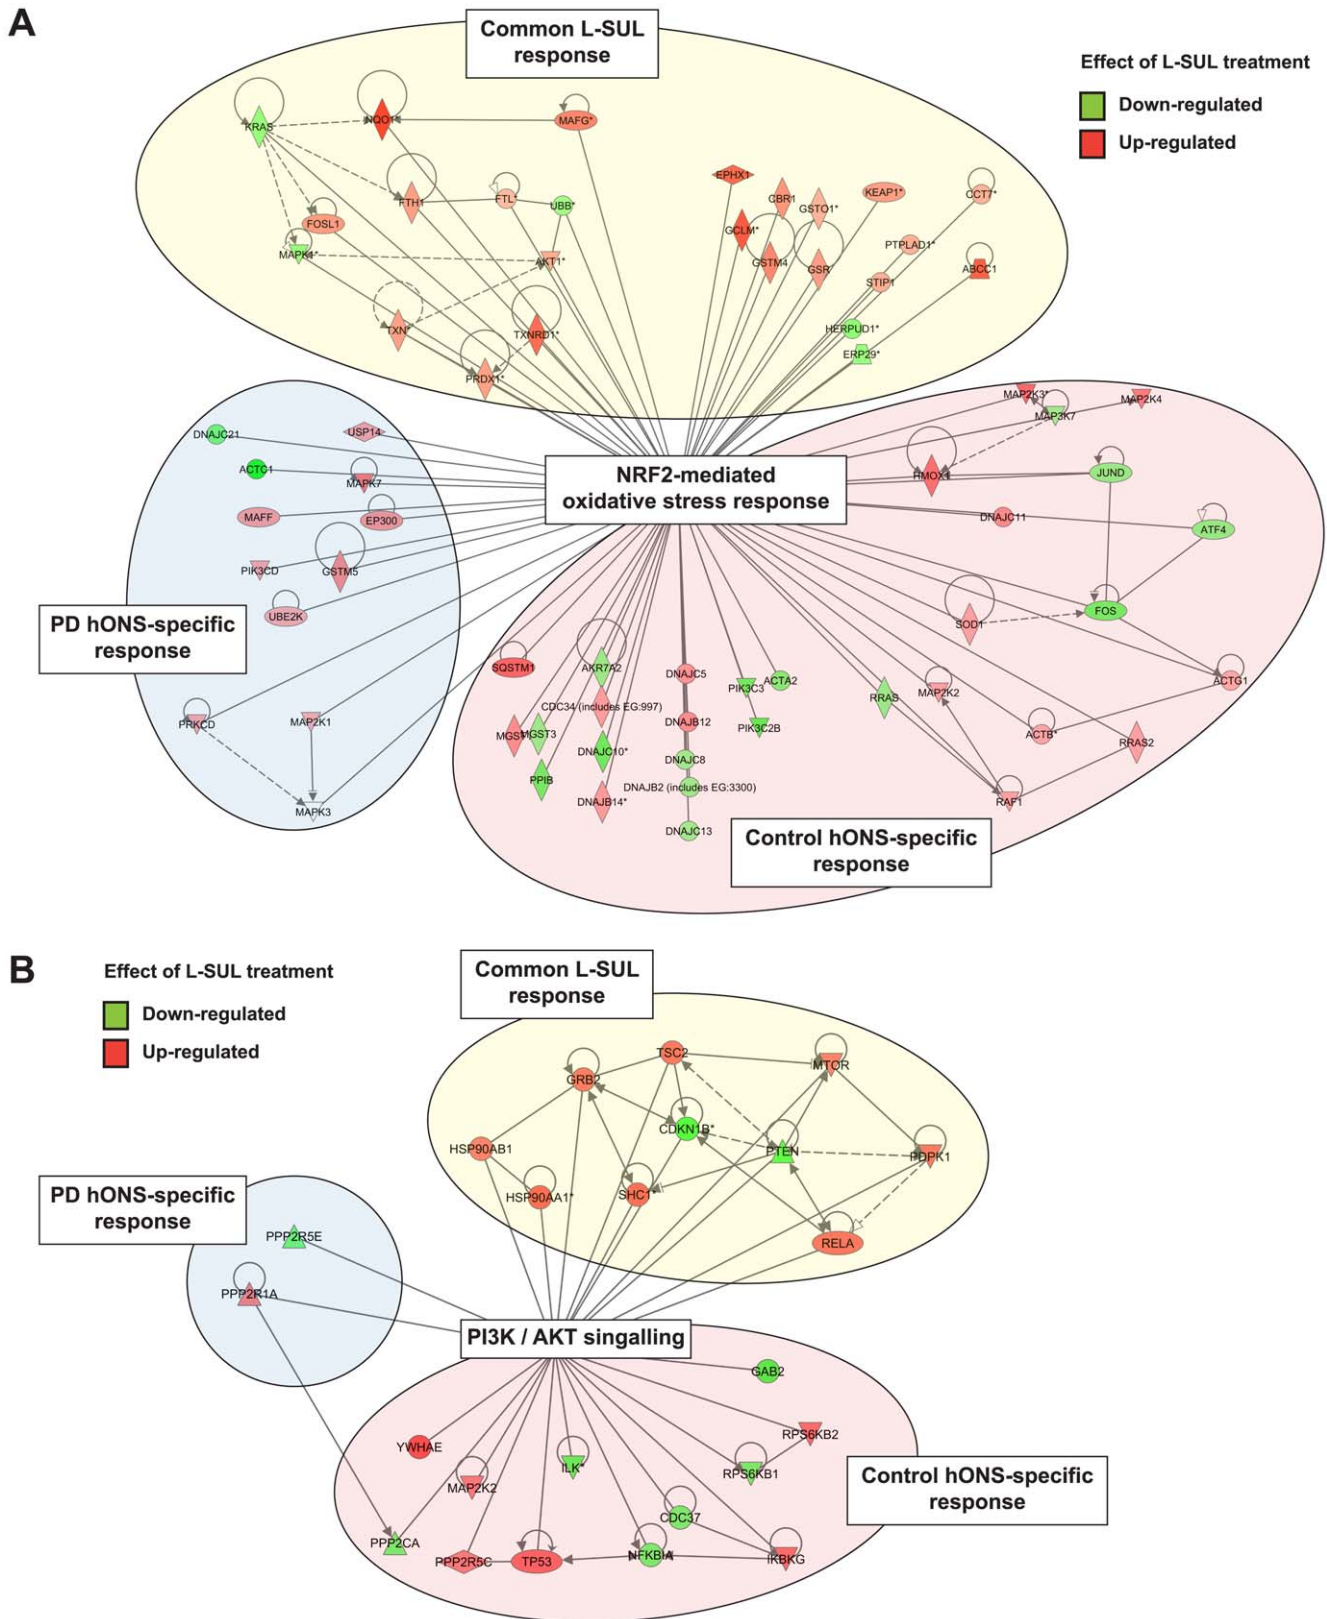 A
Common L-SUL
response
Effect of L-SUL treatment
Down-regulated
Up-regulated
KRAS
NQO1*
MAFG*
EPHX1
CBR1
GSTO1*
KEAP1*
CCT7*
FTH1
FTL*
UBB*
FOSL1
GCLM*
PTPLAD1*
MAPK1*
AKT1*
GSTM4
GSR
ABCC1
STIP1
TXN*
TXNRD1*
HERPUD1*
ERP29*
PRDX1*
MAP2K3*
MAP2K4
MAP3K7
DNAJC21
USP14
ACTC1
MAPK7
NRF2-mediated
oxidative stress response
HMOX1
JUND
MAFF
EP300
DNAJC11
ATF4
PIK3CD
GSTM5
UBE2K
SOD1
FOS
PD hONS-specific
response
SQSTM1
AKR7A2
DNAJC5
PIK3C3
ACTA2
RRAS
MAP2K2
ACTG1
CDC34 (includes EG:997)
PRKCD
MAP2K1
MGST1
MGST3
DNAJB12
PIK3C2B
ACTB*
RRAS2
DNAJC10*
DNAJC8
PPIB
DNAJB2 (includes EG:3300)
MAPK3
DNAJB14*
RAF1
DNAJC13
Control hONS-specific
response
B
Effect of L-SUL treatment
Down-regulated
Up-regulated
Common L-SUL
response
TSC2
MTOR
GRB2
CDKN1B*
HSP90AB1
PTEN
PDPK1
HSP90AA1*
SHC1*
RELA
PD hONS-specific
response
PPP2R5E
PPP2R1A
PI3K / AKT singalling
GAB2
YWHAE
RPS6KB2
ILK*
RPS6KB1
MAP2K2
Control hONS-specific
response
CDC37
PPP2CA
PPP2R5C
TP53
NFKBIA
IKBKG